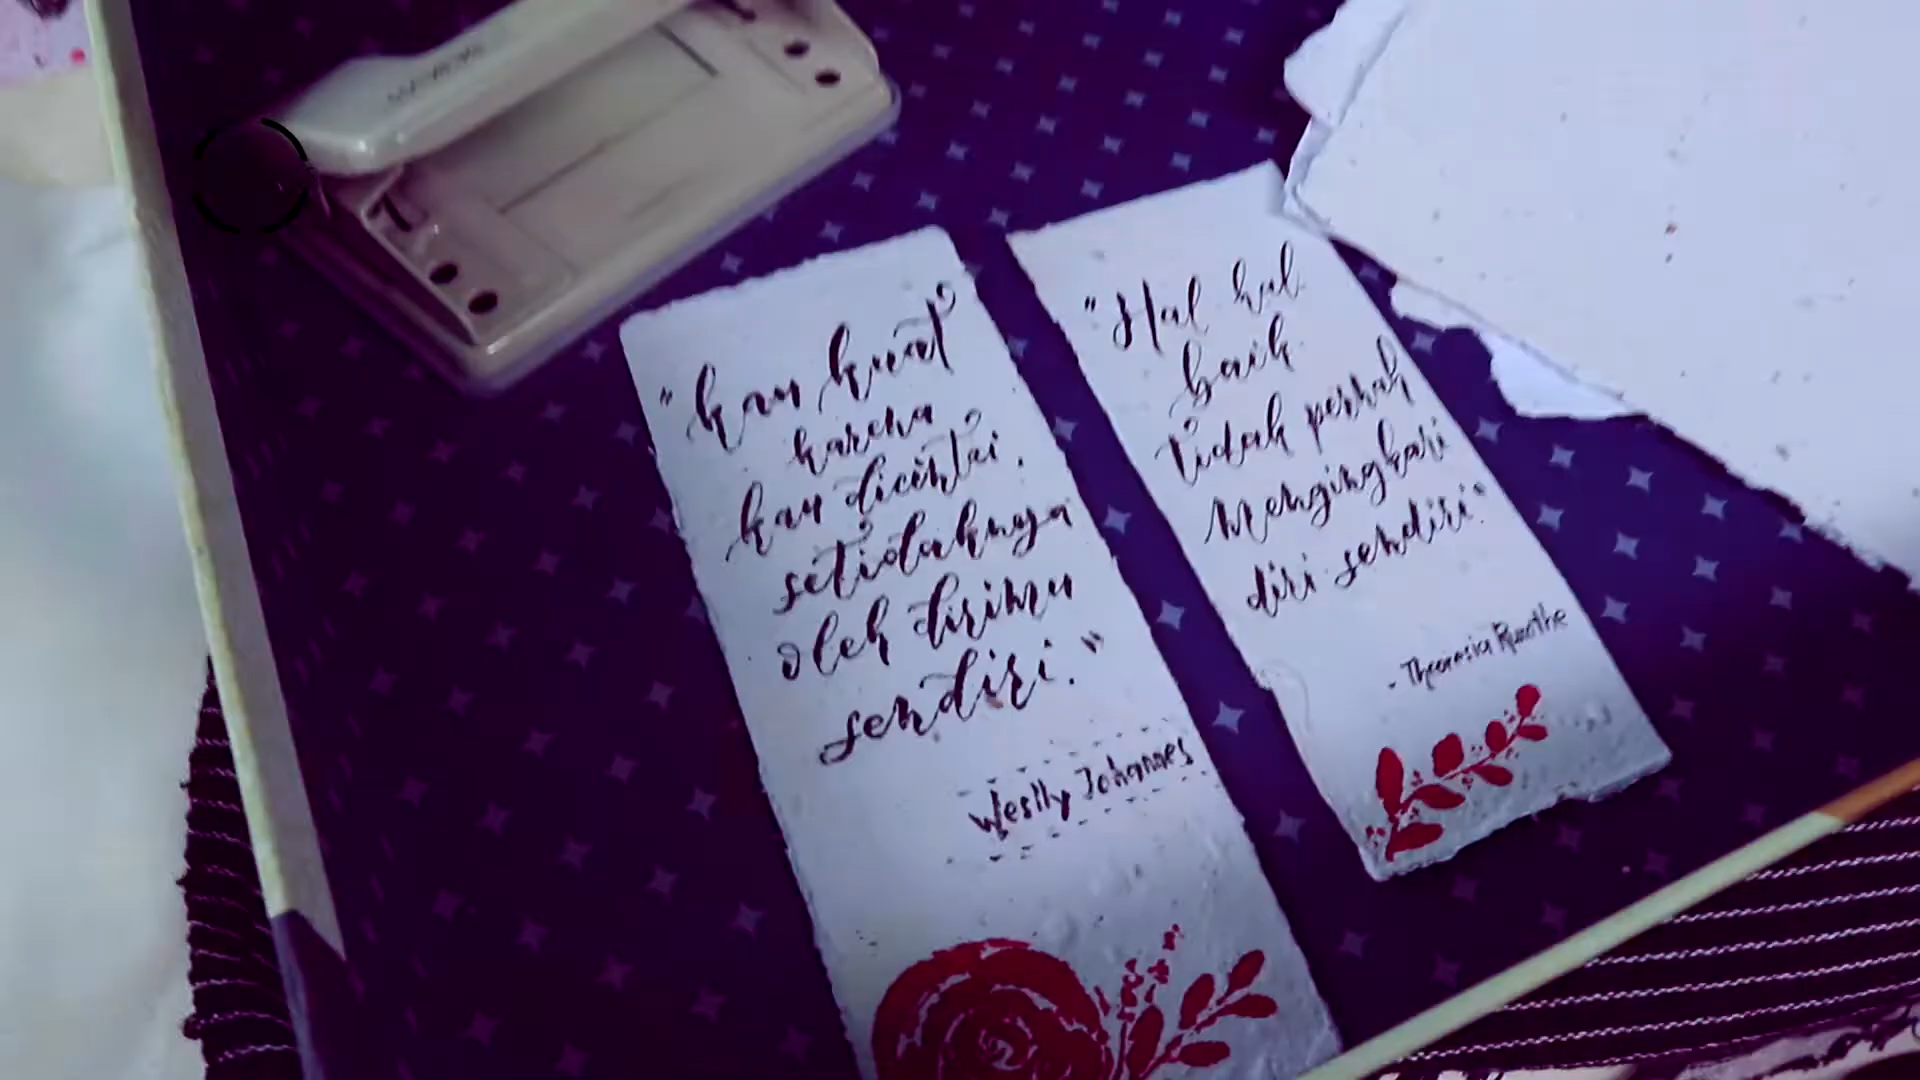 "kau kuat
karena
kau dicintai.
setidaknya
oleh dirimu
sendiri."
Weslly Johannes
"Hal hal
baik
tidak pernah
mengingkari
diri sendiri"
- Theoresia Rumthe